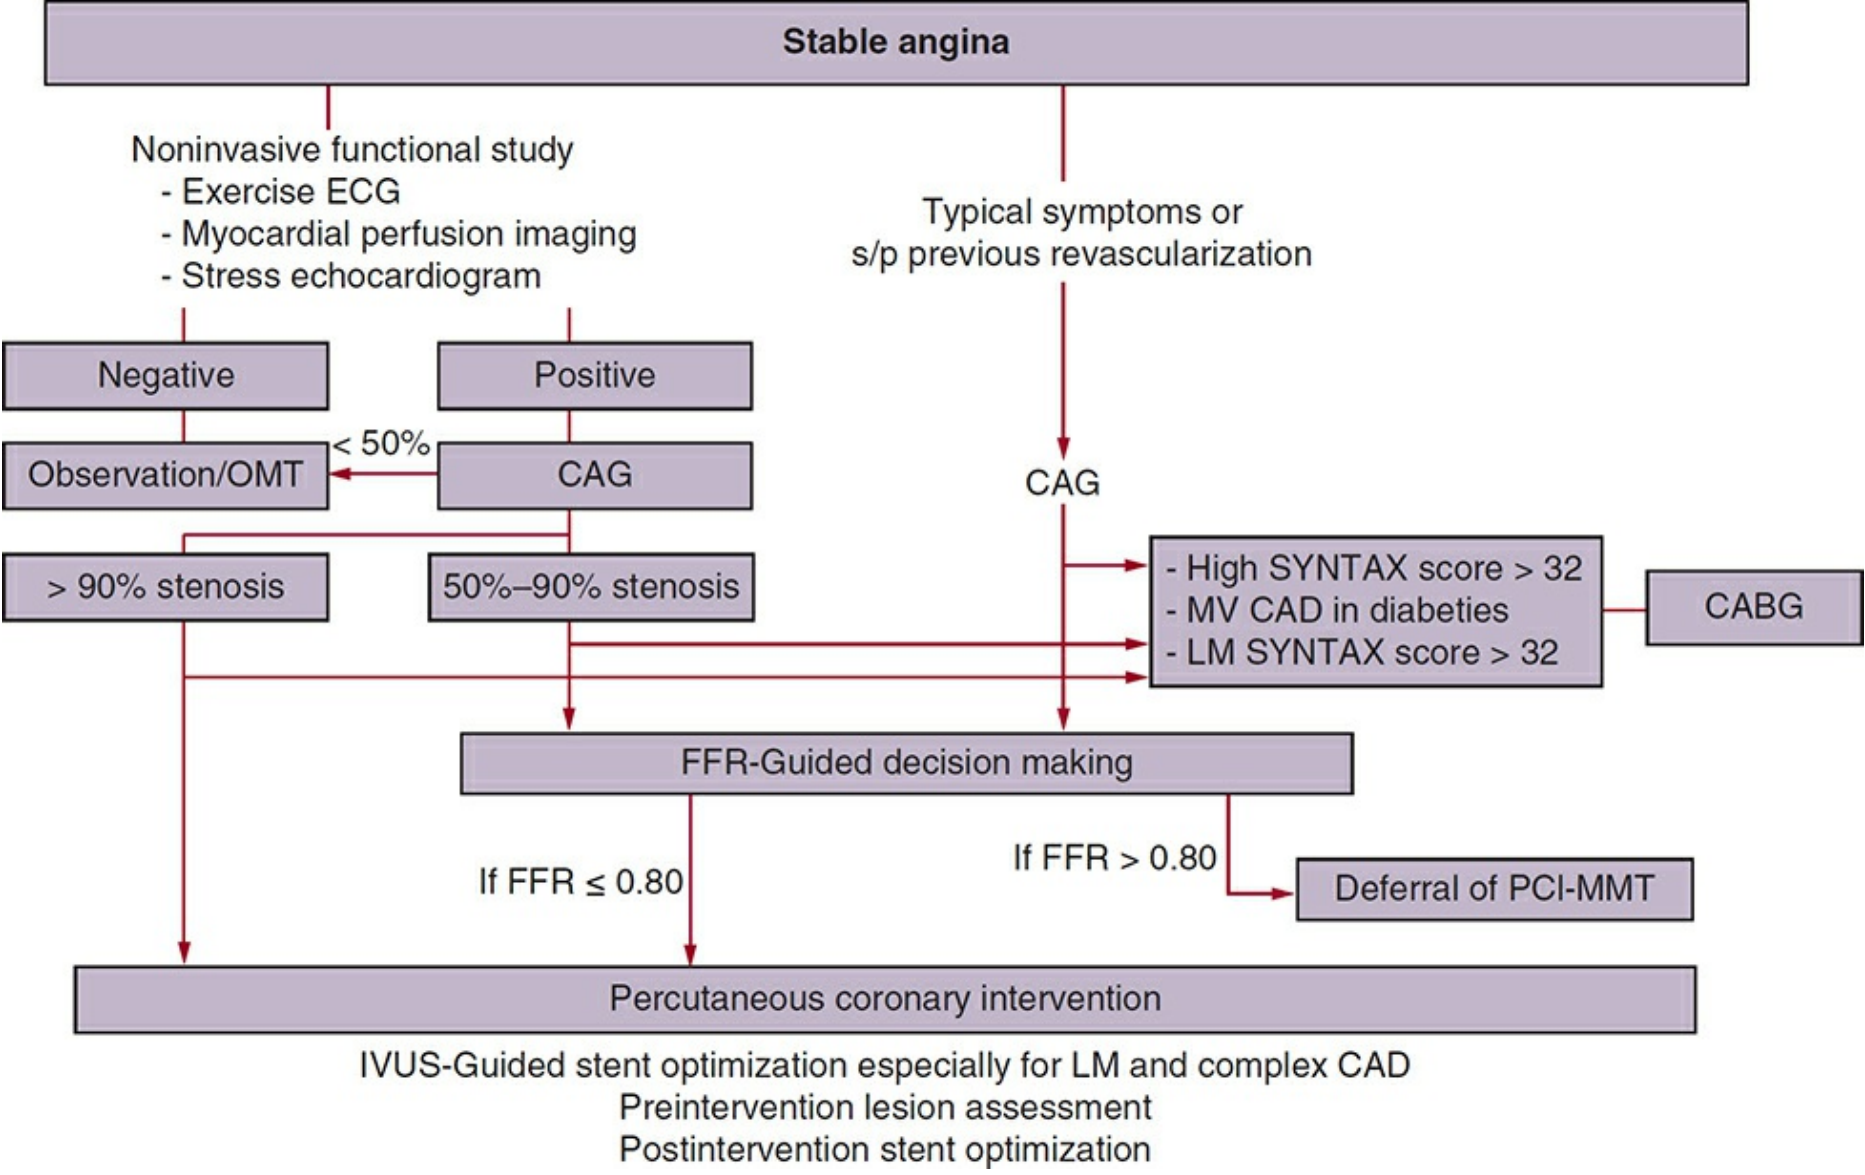 Stable angina
Noninvasive functional study
- Exercise ECG
- Myocardial perfusion imaging
- Stress echocardiogram
Typical symptoms or
s/p previous revascularization
Negative
Positive
< 50%
Observation/OMT
CAG
CAG
> 90% stenosis
50%–90% stenosis
- High SYNTAX score > 32
- MV CAD in diabeties
- LM SYNTAX score > 32
CABG
FFR-Guided decision making
If FFR ≤ 0.80
If FFR > 0.80
Deferral of PCI-MMT
Percutaneous coronary intervention
IVUS-Guided stent optimization especially for LM and complex CAD
Preintervention lesion assessment
Postintervention stent optimization